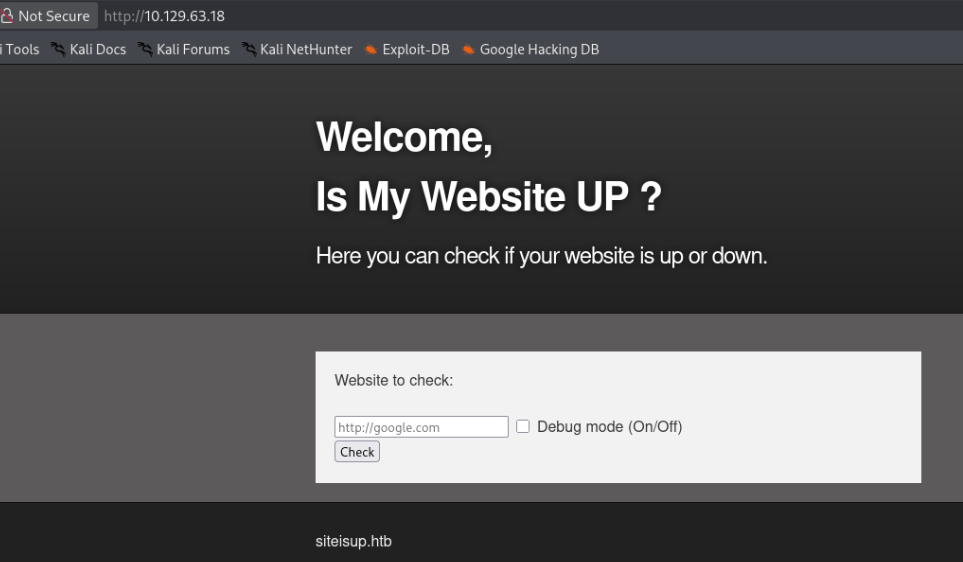 Not Secure http://10.129.63.18
i Tools Kali Docs Kali Forums Kali NetHunter Exploit-DB Google Hacking DB
Welcome,
Is My Website UP ?
Here you can check if your website is up or down.
Website to check:
http://google.com Debug mode (On/Off)
Check
siteisup.htb